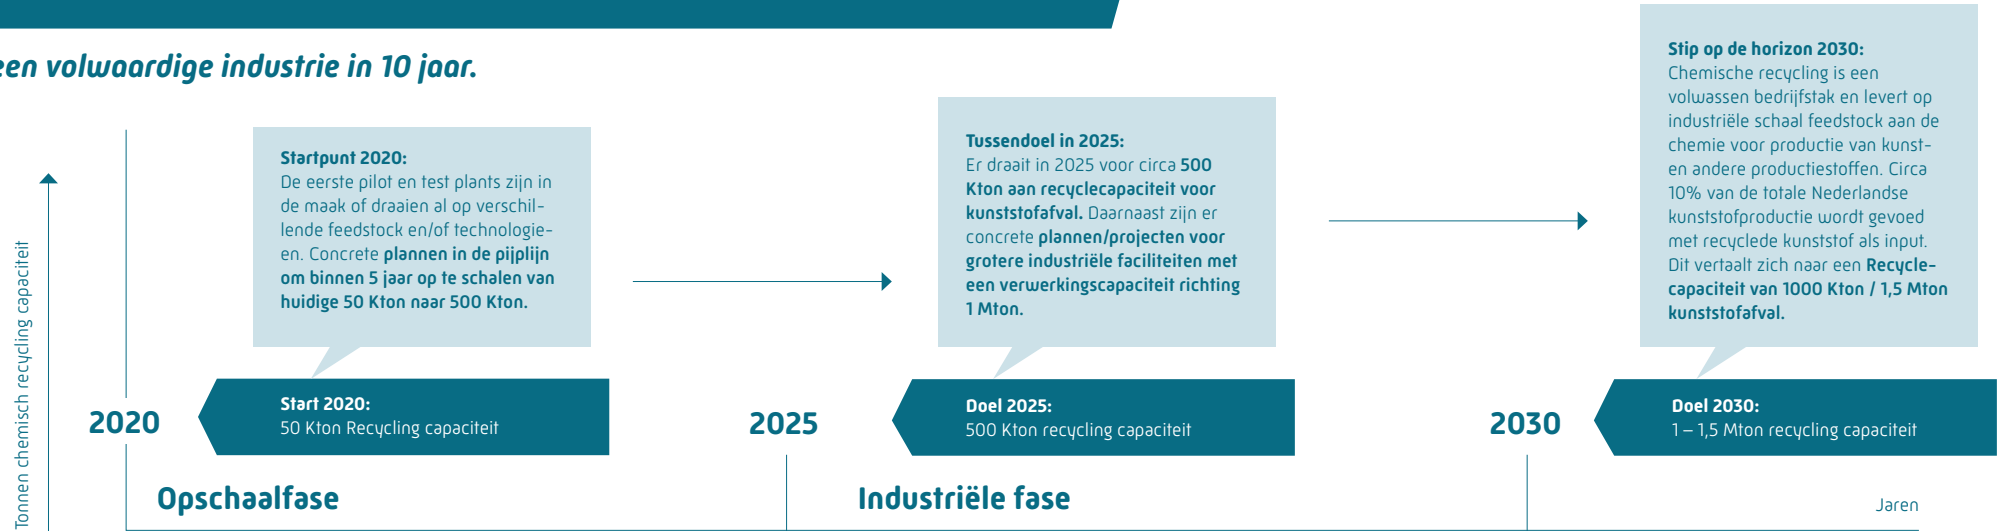 een volwaardige industrie in 10 jaar.
Tonnen chemisch recycling capaciteit
Startpunt 2020:
De eerste pilot en test plants zijn in
de maak of draaien al op verschil-
lende feedstock en/of technologie-
en. Concrete plannen in de pijplijn
om binnen 5 jaar op te schalen van
huidige 50 Kton naar 500 Kton.
Tussendoel in 2025:
Er draait in 2025 voor circa 500
Kton aan recyclecapaciteit voor
kunststofafval. Daarnaast zijn er
concrete plannen/projecten voor
grotere industriële faciliteiten met
een verwerkingscapaciteit richting
1 Mton.
Stip op de horizon 2030:
Chemische recycling is een
volwassen bedrijfstak en levert op
industriële schaal feedstock aan de
chemie voor productie van kunst-
en andere productiestoffen. Circa
10% van de totale Nederlandse
kunststofproductie wordt gevoed
met recyclede kunststof als input.
Dit vertaalt zich naar een Recycle-
capaciteit van 1000 Kton / 1,5 Mton
kunststofafval.
2020
Start 2020:
50 Kton Recycling capaciteit
2025
Doel 2025:
500 Kton recycling capaciteit
2030
Doel 2030:
1 – 1,5 Mton recycling capaciteit
Opschaalfase
Industriële fase
Jaren